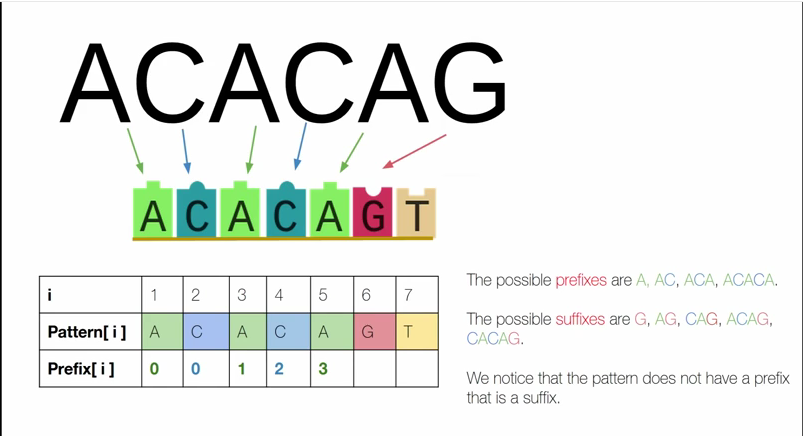 ACACAG
A C A C A G T
i 1 2 3 4 5 6 7
Pattern[ i ] A C A C A G T
Prefix[ i ] 0 0 1 2 3
The possible prefixes are A, AC, ACA, ACACA.
The possible suffixes are G, AG, CAG, ACAG,
CACAG.
We notice that the pattern does not have a prefix
that is a suffix.